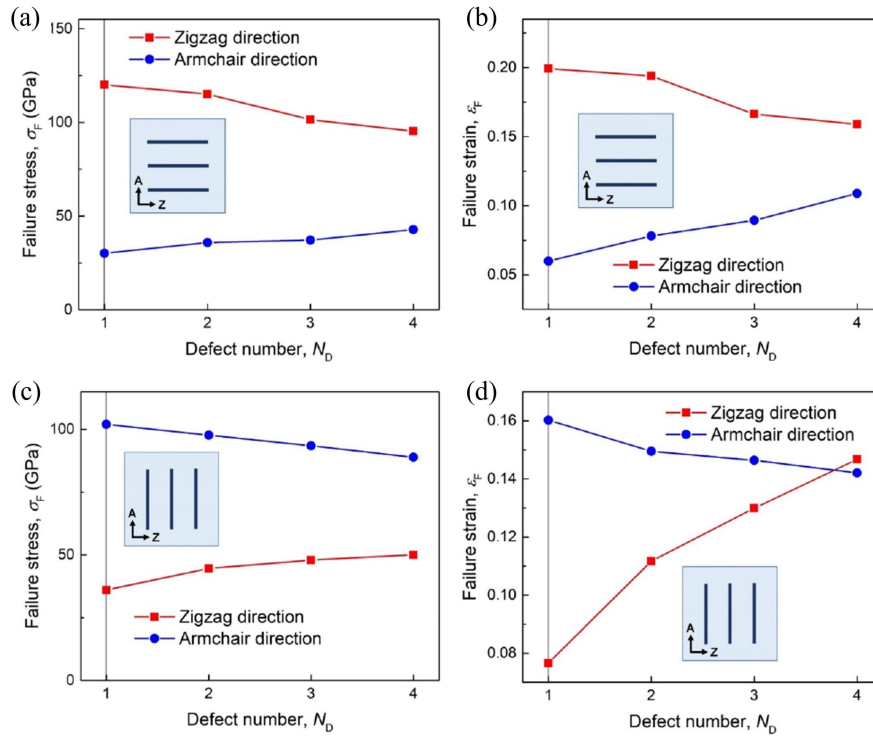 (a)
150
100
50
0
Failure stress, σF (GPa)
Zigzag direction
Armchair direction
A
Z
1 2 3 4
Defect number, ND
(b)
0.20
0.15
0.10
0.05
Failure strain, εF
A
Z
Zigzag direction
Armchair direction
1 2 3 4
Defect number, ND
(c)
100
50
0
Failure stress, σF (GPa)
A
Z
Zigzag direction
Armchair direction
1 2 3 4
Defect number, ND
(d)
0.16
0.14
0.12
0.10
0.08
Failure strain, εF
Zigzag direction
Armchair direction
A
Z
1 2 3 4
Defect number, ND